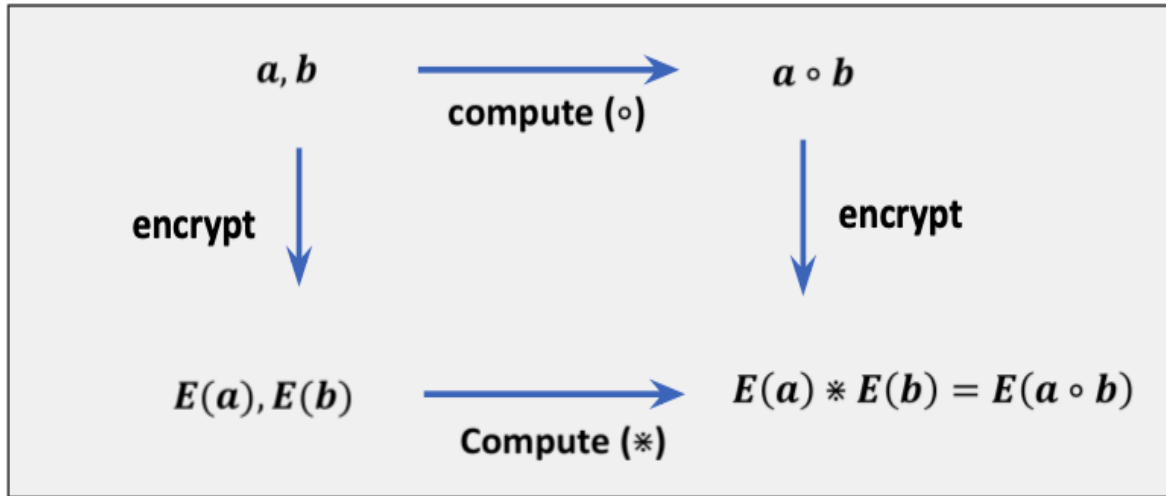 a, b
a ∘ b
compute (∘)
encrypt
encrypt
E(a), E(b)
E(a) ⋇ E(b) = E(a ∘ b)
Compute (⋇)